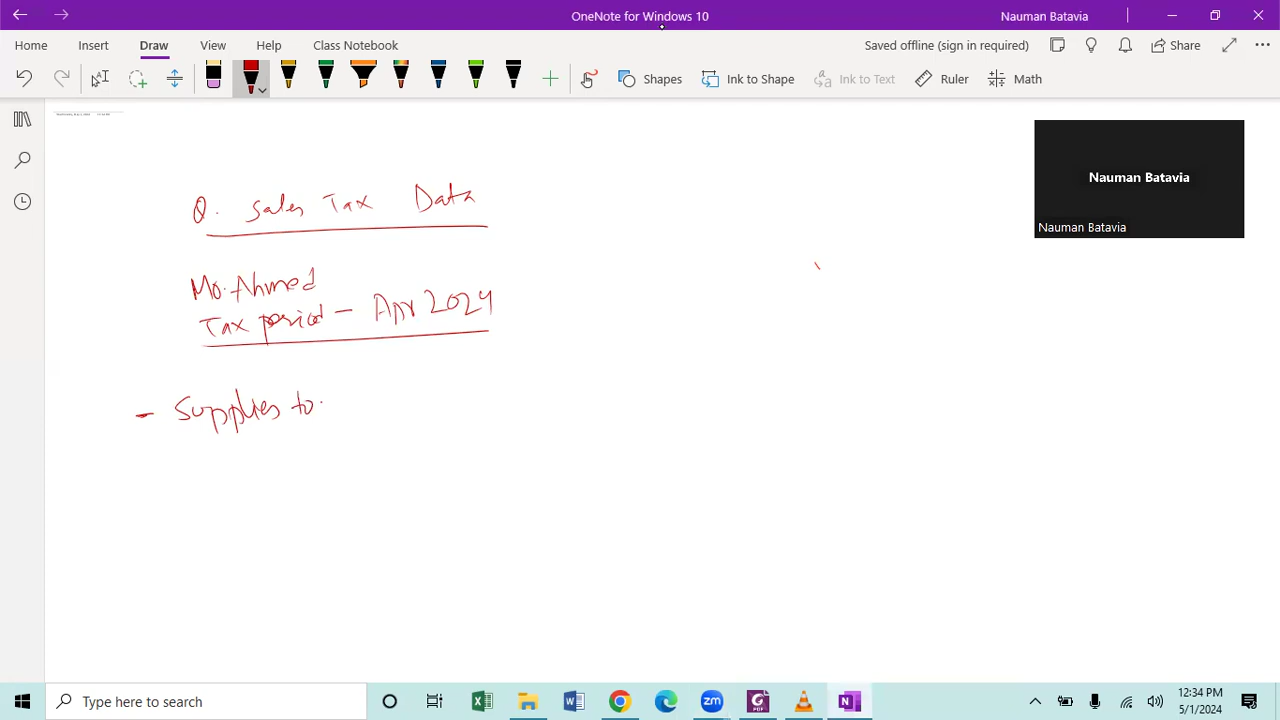 OneNote for Windows 10
Nauman Batavia
Home Insert Draw View Help Class Notebook
Saved offline (sign in required)
Share
Shapes
Ink to Shape
Ink to Text
Ruler
Math
Nauman Batavia
Nauman Batavia
Q. Sales Tax Data
Mr. Ahmed
Tax period - Apr 2024
- Supplies to
Type here to search
12:34 PM
5/1/2024